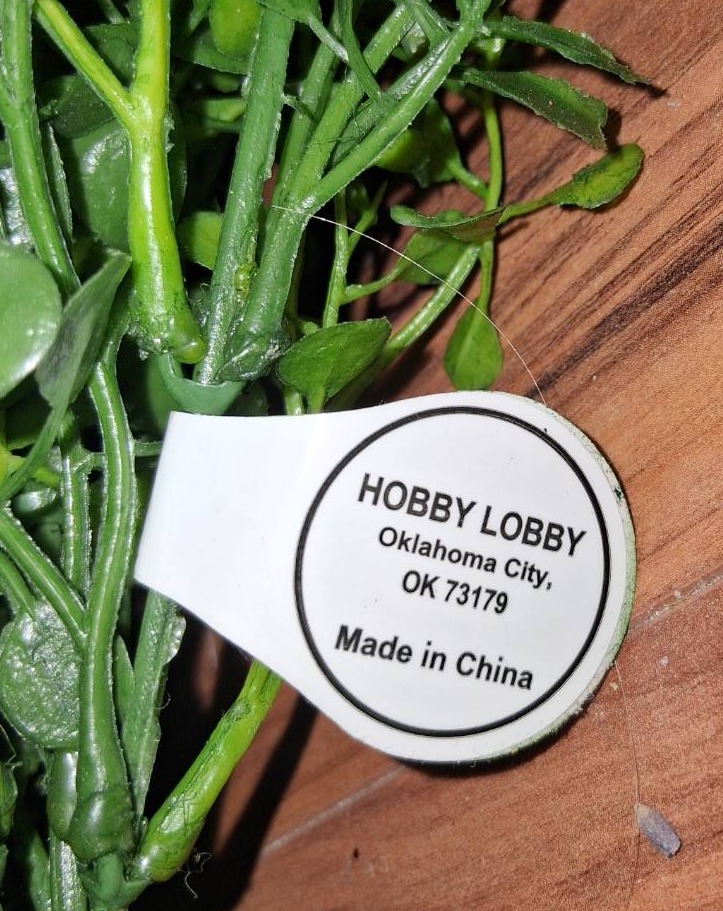 HOBBY LOBBY
Oklahoma City,
OK 73179
Made in China